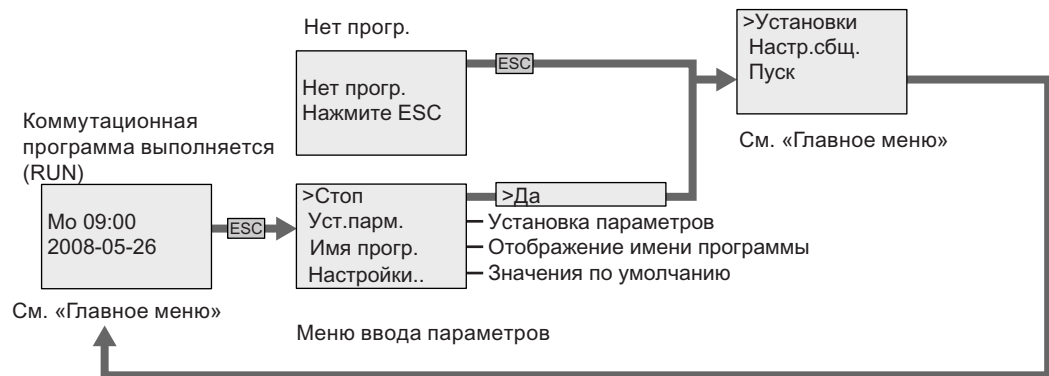 Нет прогр.
Нет прогр.
Нажмите ESC
ESC
>Установки
Настр.сбщ.
Пуск
См. «Главное меню»
Коммутационная
программа выполняется
(RUN)
Мо 09:00
2008-05-26
ESC
>Стоп
Уст.парм.
Имя прогр.
Настройки..
>Да
Установка параметров
Отображение имени программы
Значения по умолчанию
См. «Главное меню»
Меню ввода параметров